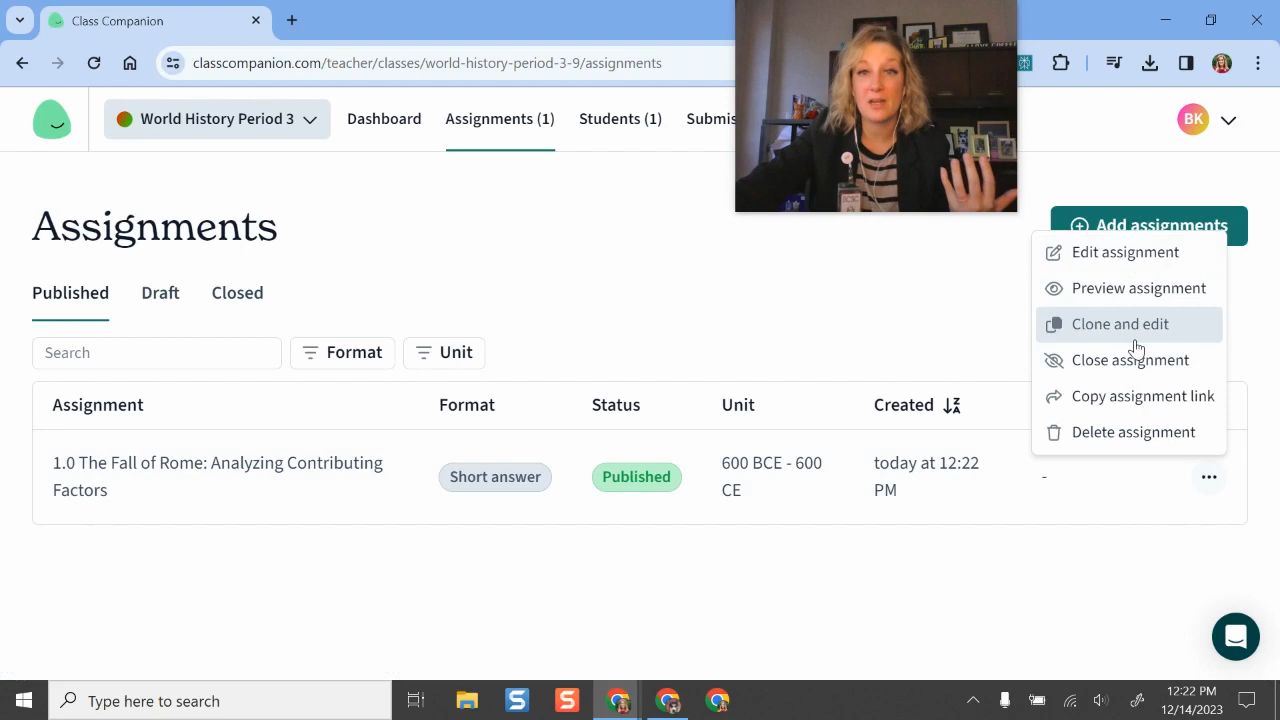 Class Companion
classcompanion.com/teacher/classes/world-history-period-3-9/assignments
World History Period 3
Dashboard
Assignments (1)
Students (1)
Submis
BK
Assignments
Add assignments
Edit assignment
Preview assignment
Clone and edit
Close assignment
Copy assignment link
Delete assignment
Published
Draft
Closed
Search
Format
Unit
Assignment
Format
Status
Unit
Created
1.0 The Fall of Rome: Analyzing Contributing
Factors
Short answer
Published
600 BCE - 600
CE
today at 12:22
PM
-
Type here to search
12:22 PM
12/14/2023